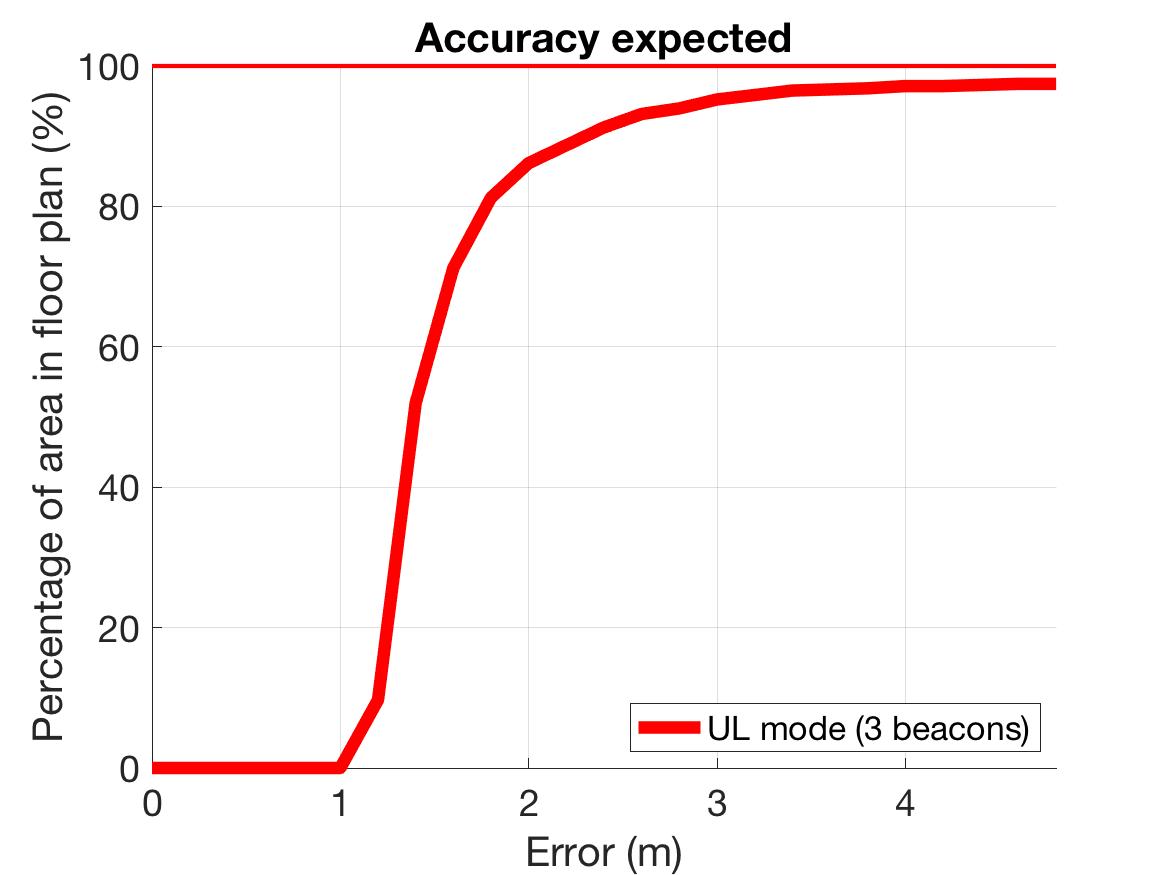 Accuracy expected
Percentage of area in floor plan (%)
100
80
60
40
20
0
UL mode (3 beacons)
0 1 2 3 4
Error (m)